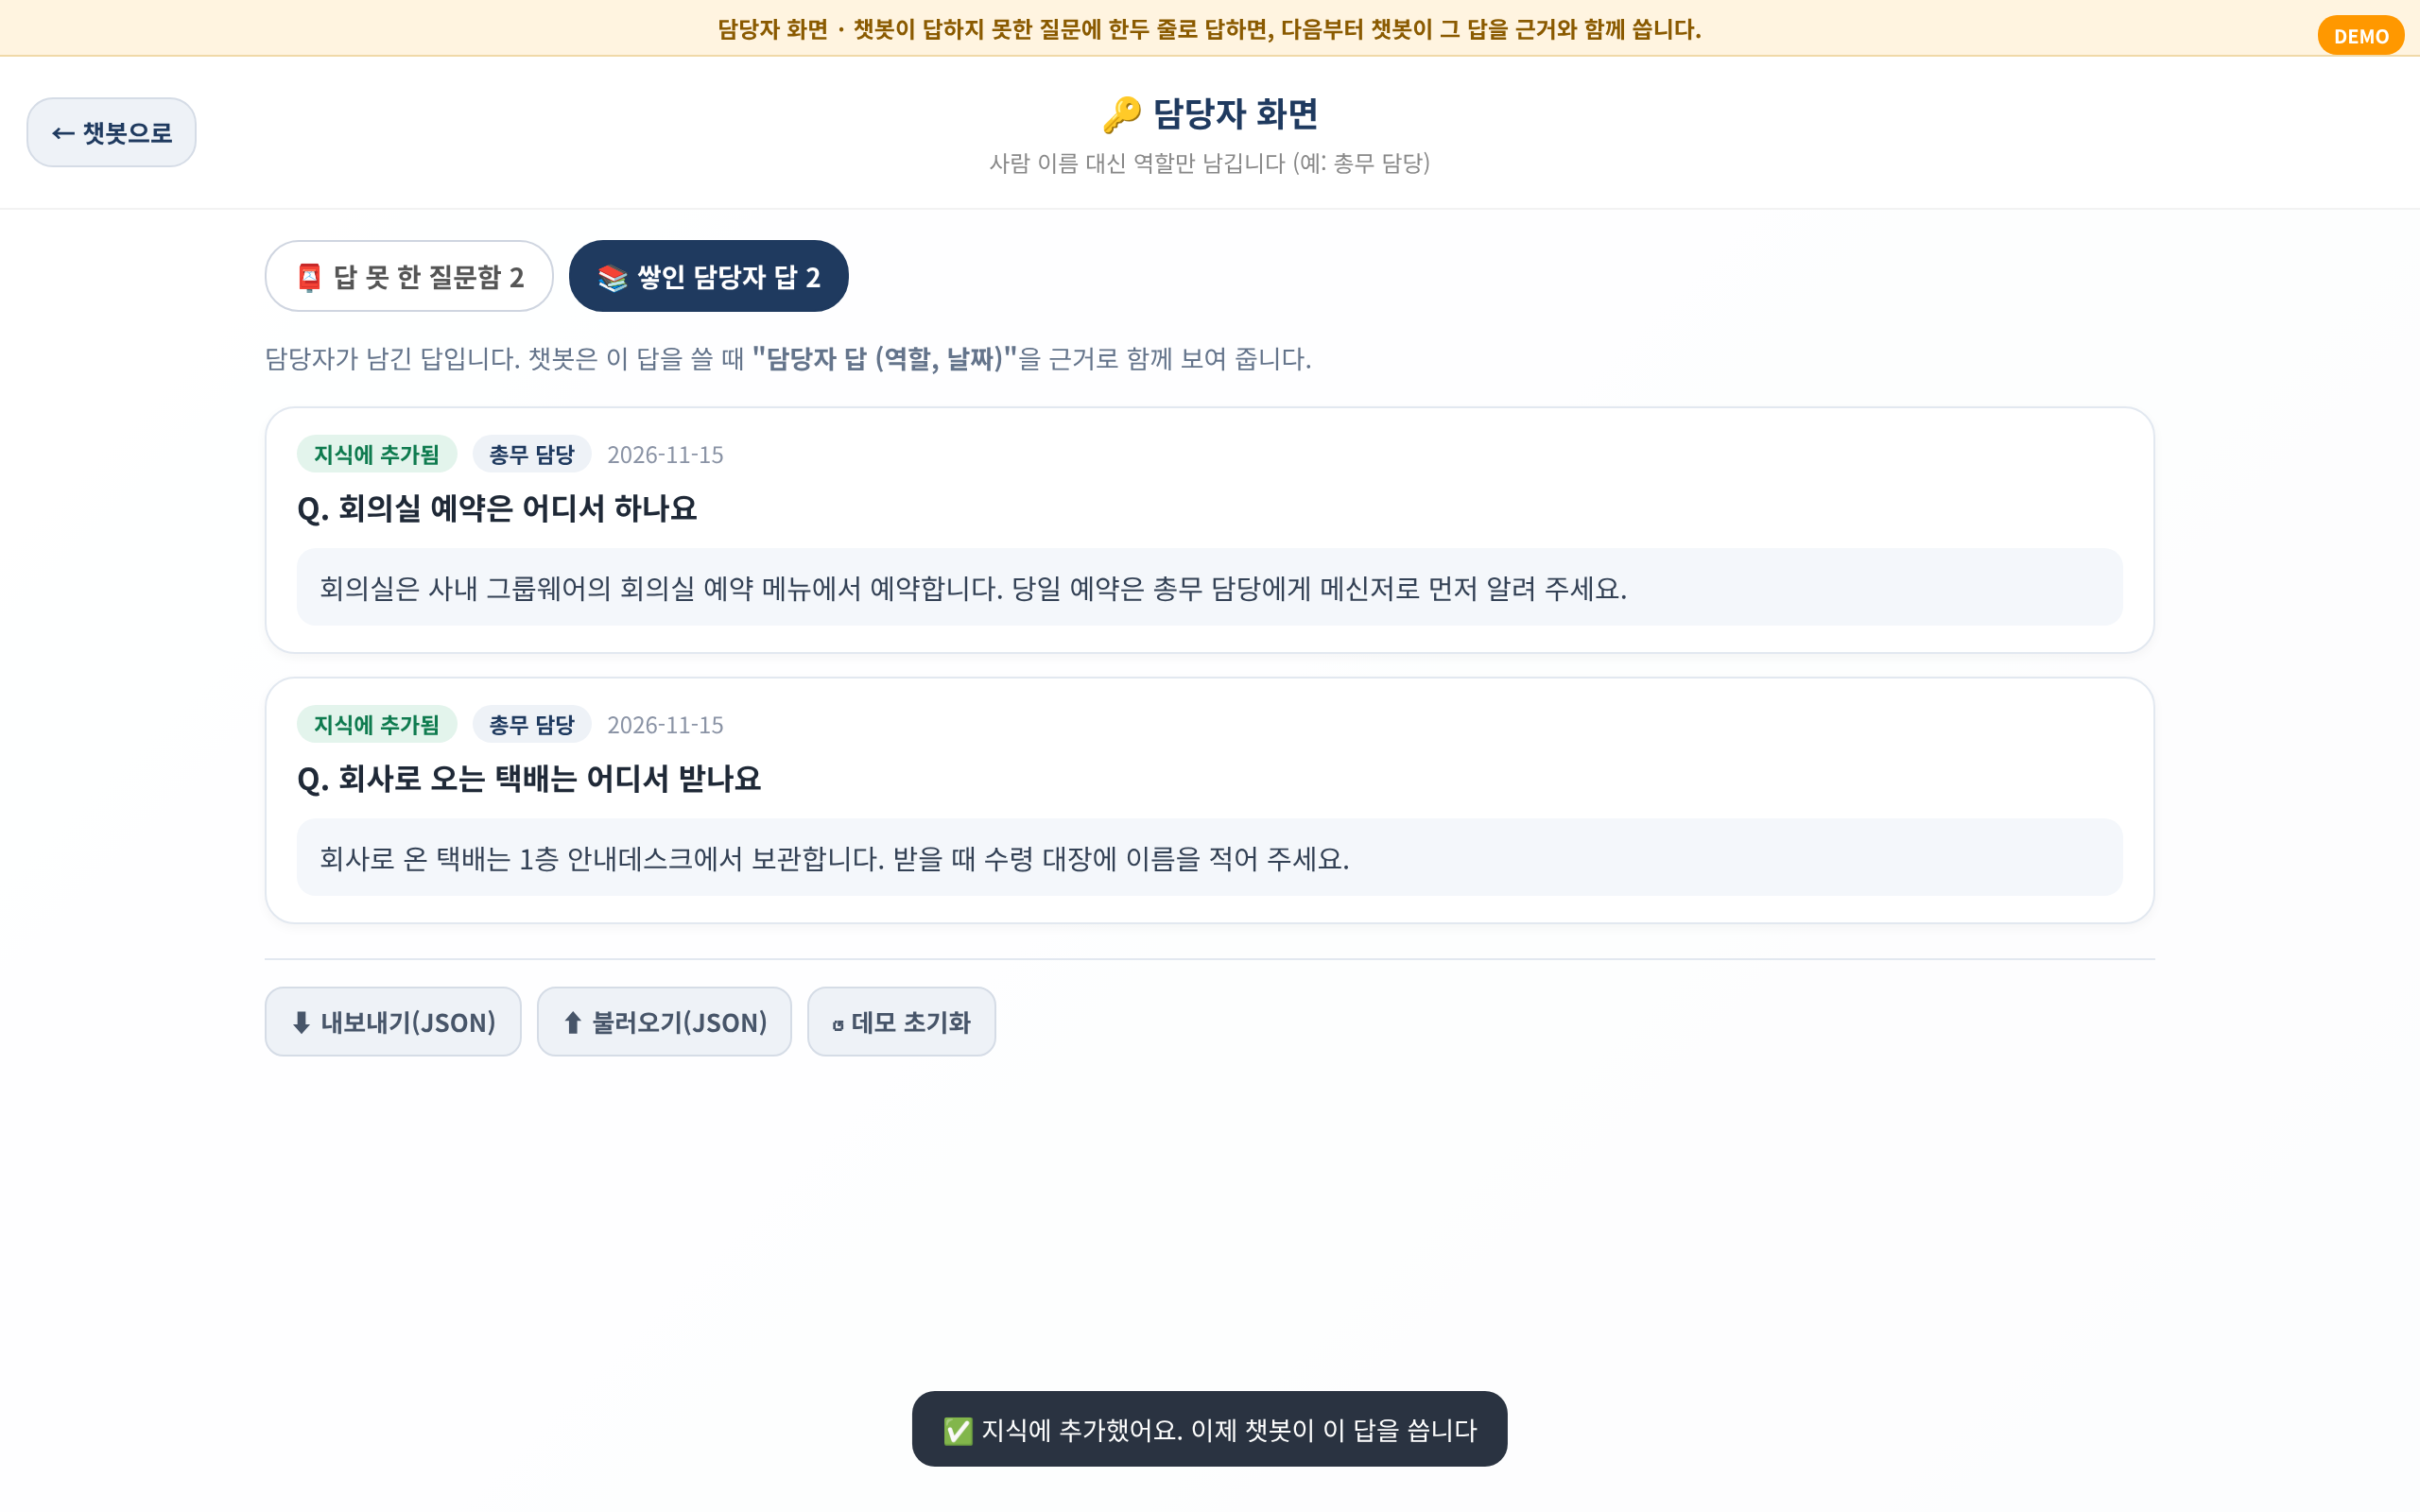 담당자 화면 · 챗봇이 답하지 못한 질문에 한두 줄로 답하면, 다음부터 챗봇이 그 답을 근거와 함께 씁니다.
DEMO
← 챗봇으로
🔑 담당자 화면
사람 이름 대신 역할만 남깁니다 (예: 총무 담당)
📮 답 못 한 질문함 2
📚 쌓인 담당자 답 2
담당자가 남긴 답입니다. 챗봇은 이 답을 쓸 때 "담당자 답 (역할, 날짜)"을 근거로 함께 보여 줍니다.
지식에 추가됨 총무 담당 2026-11-15
Q. 회의실 예약은 어디서 하나요
회의실은 사내 그룹웨어의 회의실 예약 메뉴에서 예약합니다. 당일 예약은 총무 담당에게 메신저로 먼저 알려 주세요.
지식에 추가됨 총무 담당 2026-11-15
Q. 회사로 오는 택배는 어디서 받나요
회사로 온 택배는 1층 안내데스크에서 보관합니다. 받을 때 수령 대장에 이름을 적어 주세요.
⬇ 내보내기(JSON)
⬆ 불러오기(JSON)
데모 초기화
✅ 지식에 추가했어요. 이제 챗봇이 이 답을 씁니다